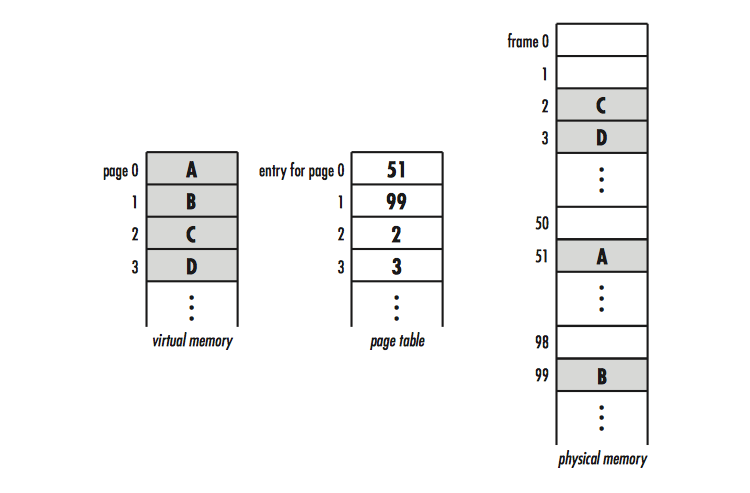 page 0 A
1 B
2 C
3 D
virtual memory
entry for page 0 51
1 99
2 2
3 3
page table
frame 0
1
2 C
3 D
50
51 A
98
99 B
physical memory